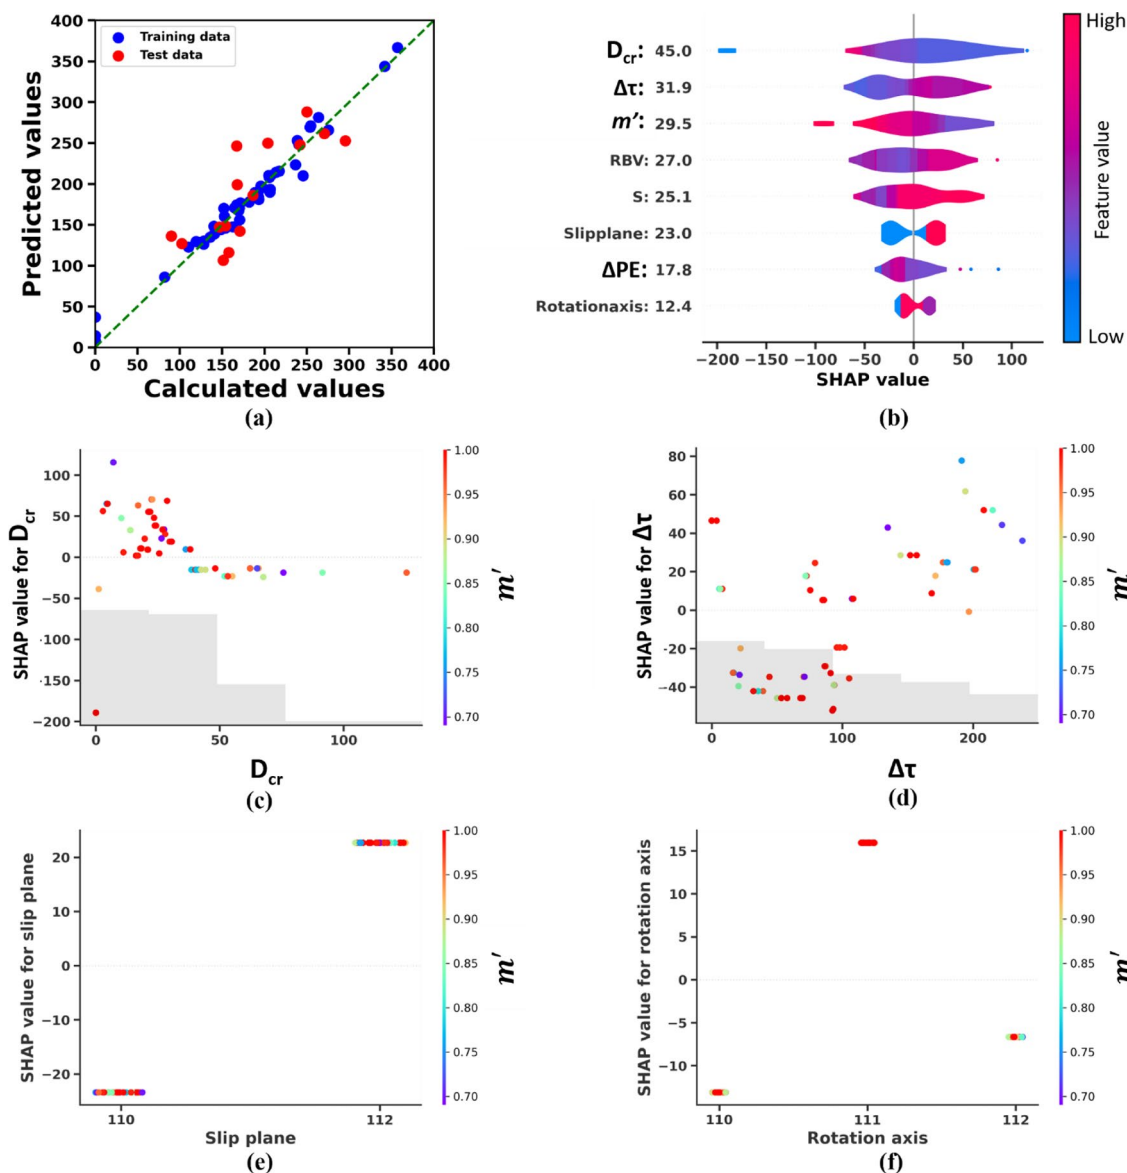 400
350
300
250
200
150
100
50
0
Predicted values
Training data
Test data
0 50 100 150 200 250 300 350 400
Calculated values
(a)
D_cr: 45.0
Δτ: 31.9
m′: 29.5
RBV: 27.0
S: 25.1
Slipplane: 23.0
ΔPE: 17.8
Rotationaxis: 12.4
−200 −150 −100 −50 0 50 100
SHAP value
High
Feature value
Low
(b)
100
50
0
−50
−100
−150
−200
SHAP value for D_cr
0 50 100
D_cr
1.00
0.95
0.90
0.85
0.80
0.75
0.70
m′
(c)
80
60
40
20
0
−20
−40
SHAP value for Δτ
0 100 200
Δτ
1.00
0.95
0.90
0.85
0.80
0.75
0.70
m′
(d)
20
10
0
−10
−20
SHAP value for slip plane
110 112
Slip plane
1.00
0.95
0.90
0.85
0.80
0.75
0.70
m′
(e)
15
10
5
0
−5
−10
SHAP value for rotation axis
110 111 112
Rotation axis
1.00
0.95
0.90
0.85
0.80
0.75
0.70
m′
(f)